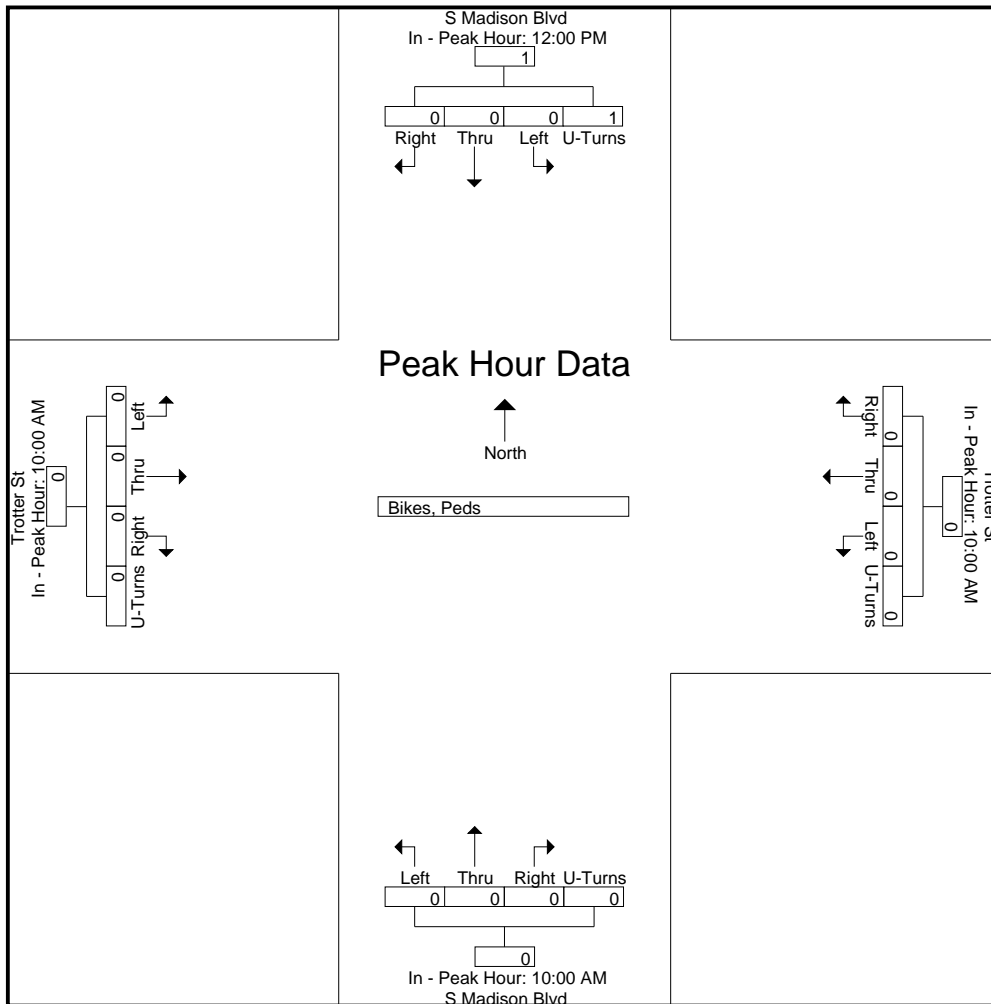 S Madison Blvd
In - Peak Hour: 12:00 PM
1
0 0 0 1
Right Thru Left U-Turns
Peak Hour Data
North
Bikes, Peds
Trotter St
In - Peak Hour: 10:00 AM
0
0 0 0 0
Left Thru Right U-Turns
Right Thru Left U-Turns
0 0 0 0
0
In - Peak Hour: 10:00 AM
Trotter St
Left Thru Right U-Turns
0 0 0 0
0
In - Peak Hour: 10:00 AM
S Madison Blvd